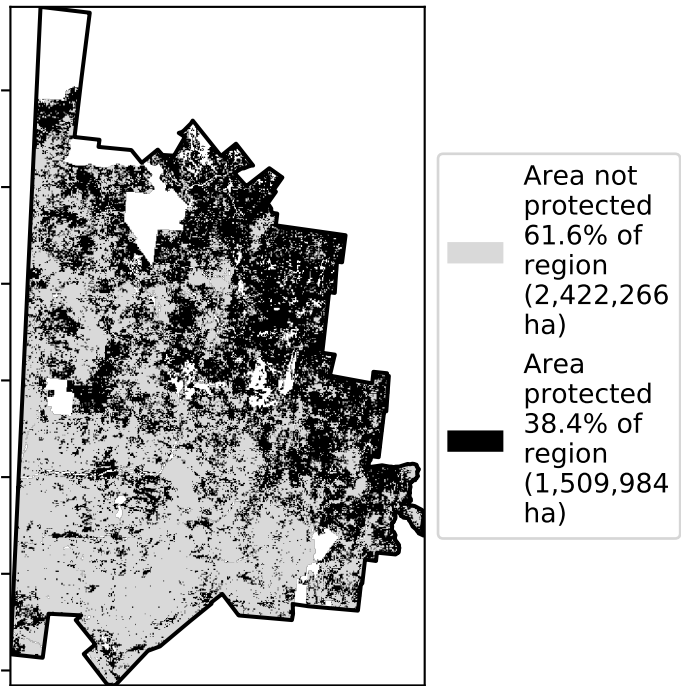 Area not
protected
61.6% of
region
(2,422,266
ha)
Area
protected
38.4% of
region
(1,509,984
ha)